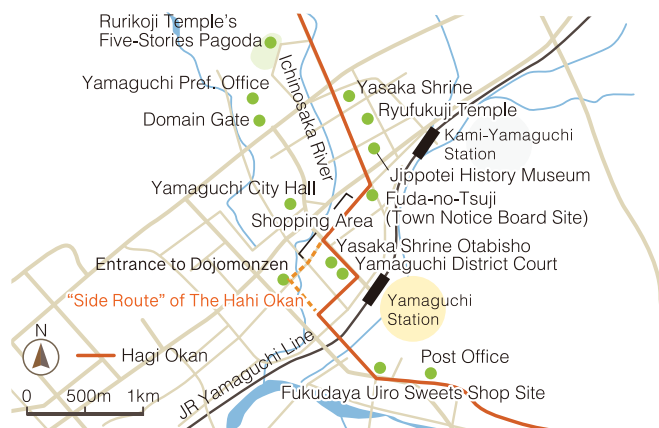 Rurikoji Temple's
Five-Stories Pagoda
Ichinosaka River
Yamaguchi Pref. Office
Yasaka Shrine
Domain Gate
Ryufukuji Temple
Kami-Yamaguchi
Station
Jippotei History Museum
Yamaguchi City Hall
Fuda-no-Tsuji
(Town Notice Board Site)
Shopping Area
Yasaka Shrine Otabisho
Entrance to Dojomonzen
Yamaguchi District Court
"Side Route" of The Hahi Okan
Yamaguchi
Station
N
Hagi Okan
JR Yamaguchi Line
Post Office
0 500m 1km
Fukudaya Uiro Sweets Shop Site